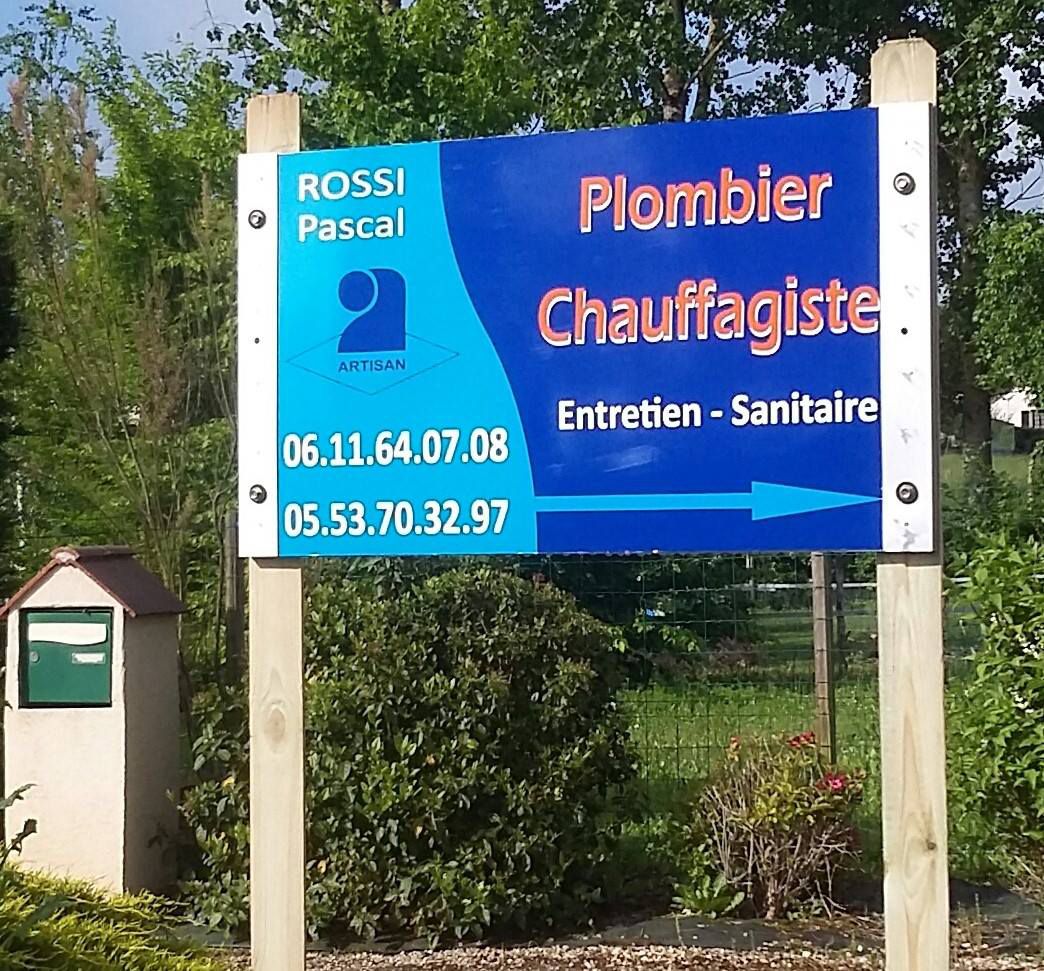 ROSSI
Pascal
ARTISAN
06.11.64.07.08
05.53.70.32.97
Plombier
Chauffagiste
Entretien - Sanitaire